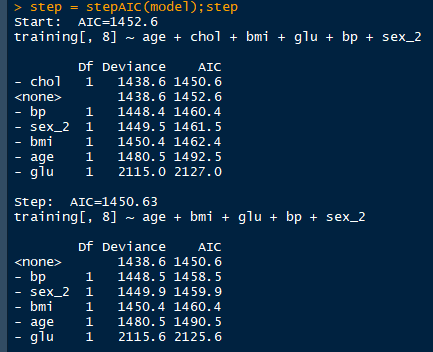 > step = stepAIC(model);step
Start:  AIC=1452.6
training[, 8] ~ age + chol + bmi + glu + bp + sex_2

        Df Deviance    AIC
- chol   1   1438.6 1450.6
<none>       1438.6 1452.6
- bp     1   1448.4 1460.4
- sex_2  1   1449.5 1461.5
- bmi    1   1450.4 1462.4
- age    1   1480.5 1492.5
- glu    1   2115.0 2127.0

Step:  AIC=1450.63
training[, 8] ~ age + bmi + glu + bp + sex_2

        Df Deviance    AIC
<none>       1438.6 1450.6
- bp     1   1448.5 1458.5
- sex_2  1   1449.9 1459.9
- bmi    1   1450.4 1460.4
- age    1   1480.5 1490.5
- glu    1   2115.6 2125.6